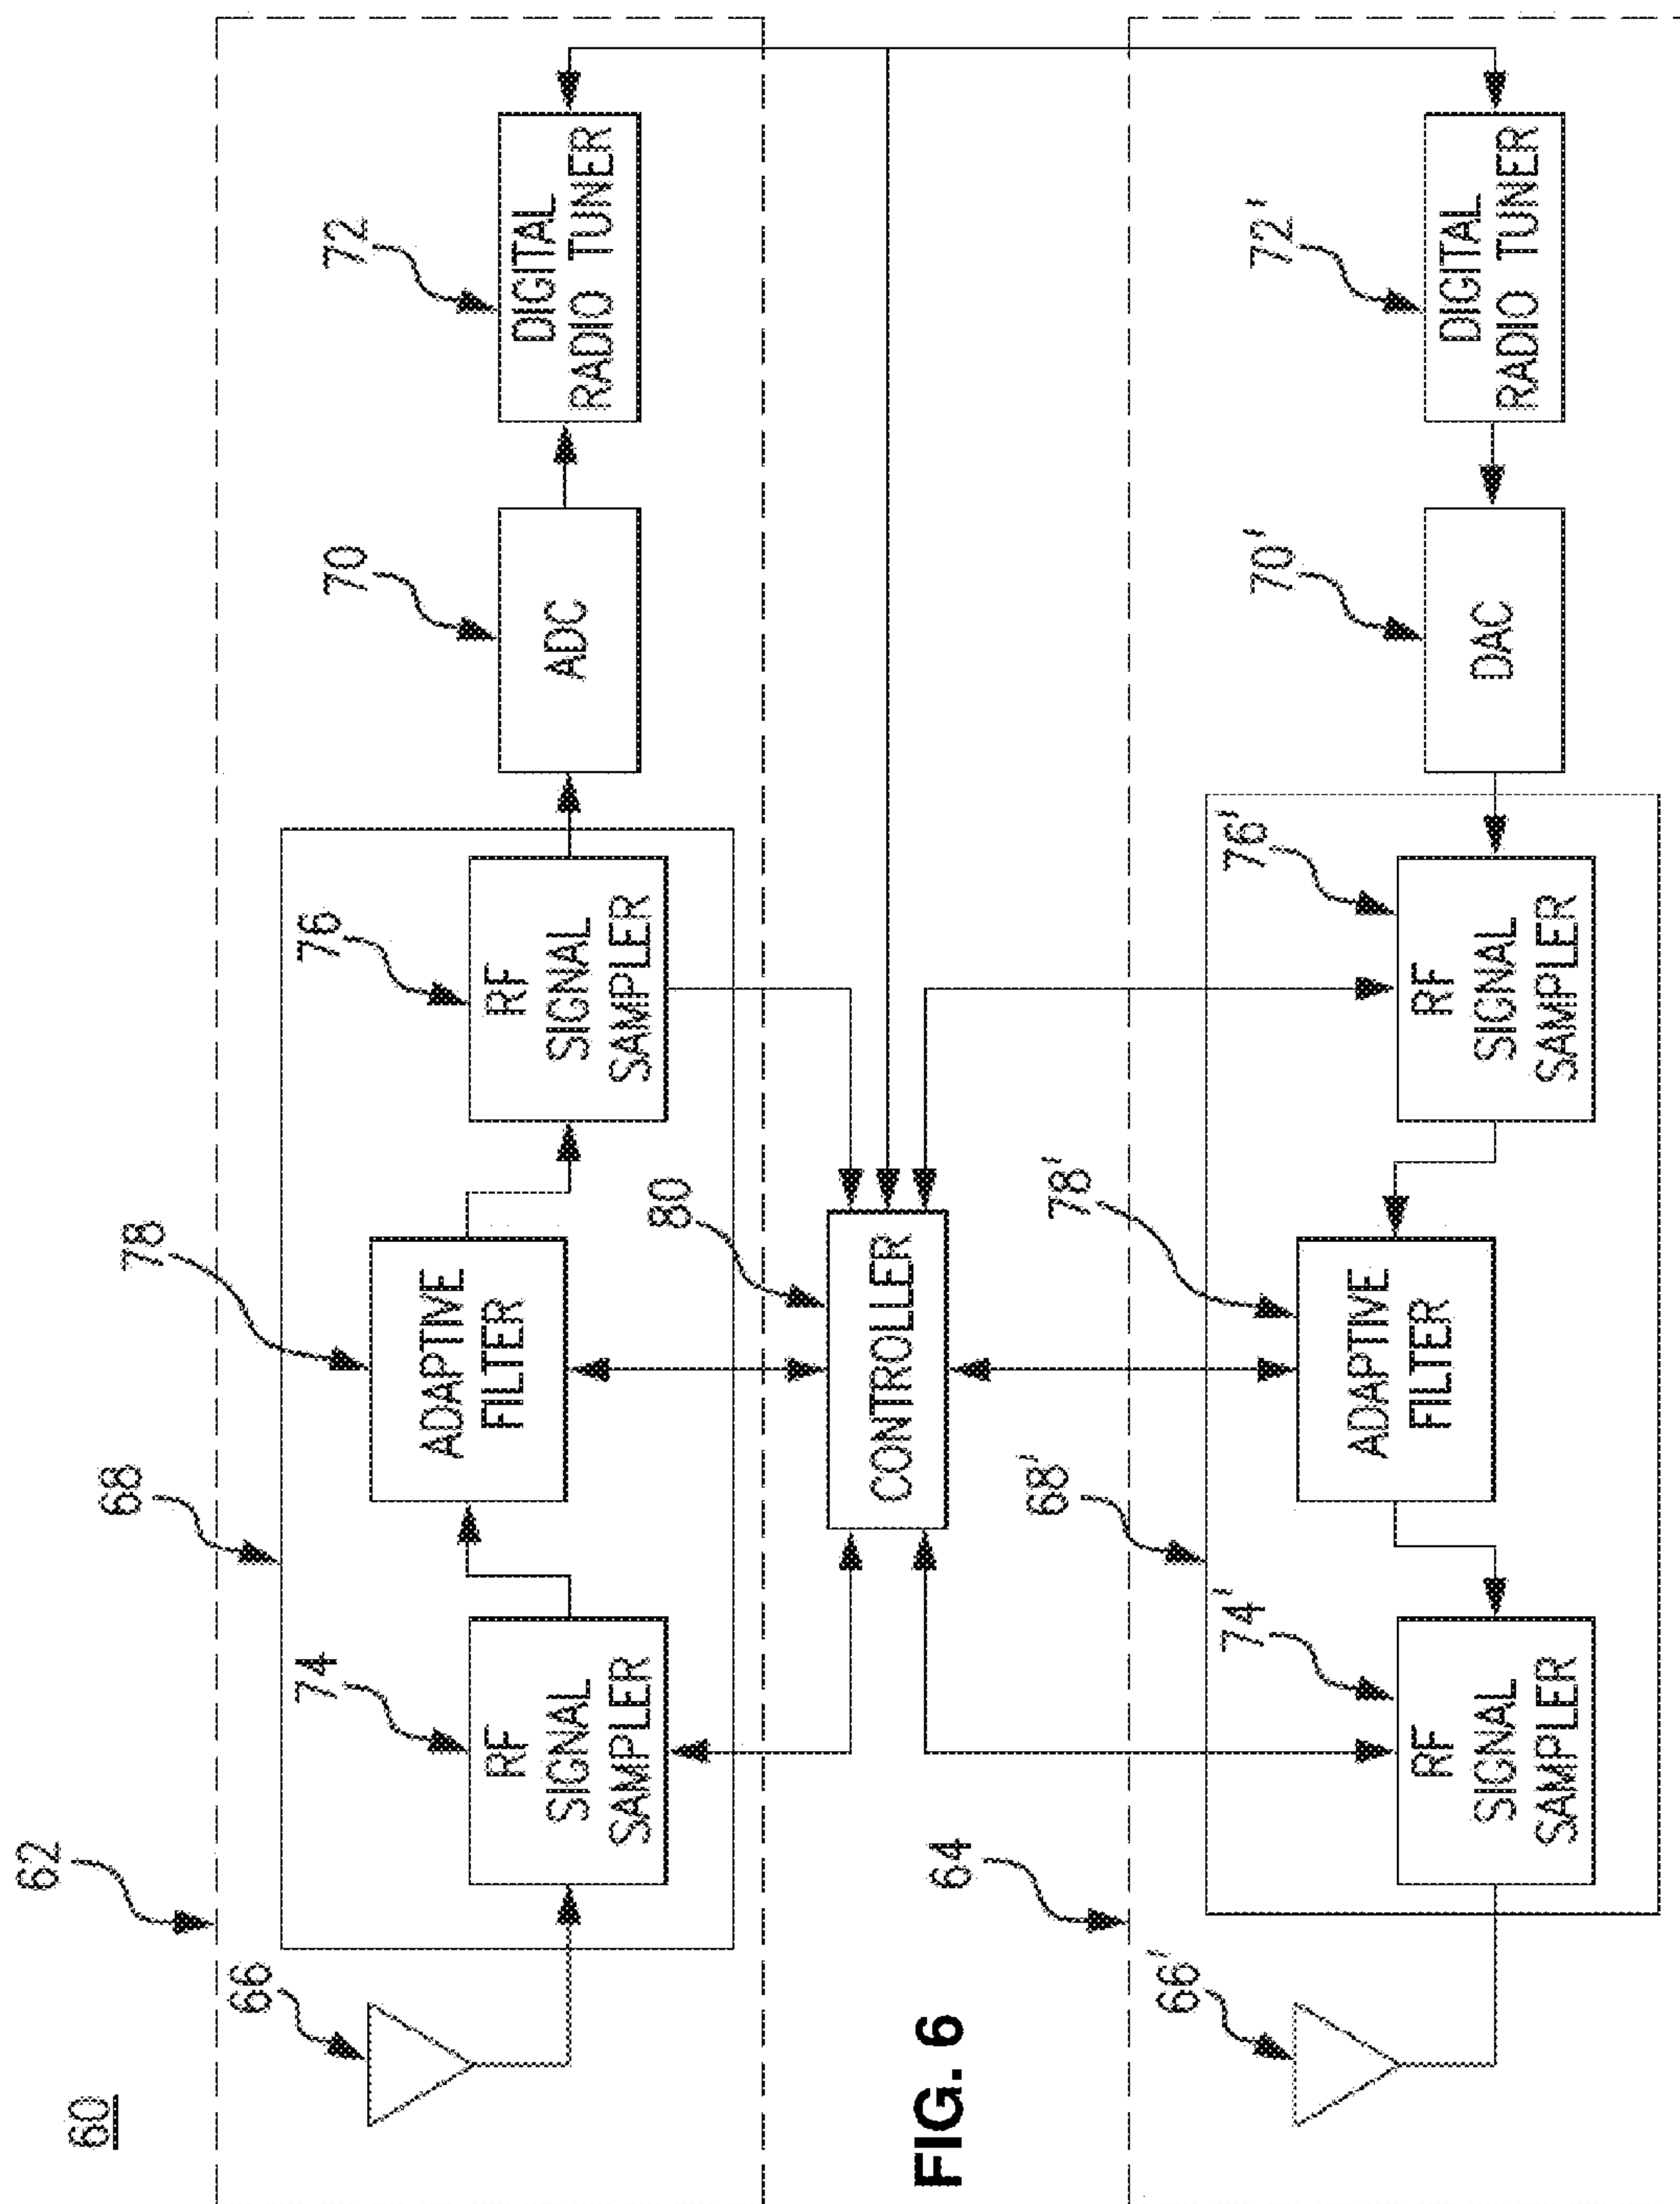 60
62
68
78
74
76
70
72
66
RF
SIGNAL
SAMPLER
ADAPTIVE
FILTER
RF
SIGNAL
SAMPLER
ADC
DIGITAL
RADIO TUNER
80
CONTROLLER
FIG. 6
64
68'
78'
66'
74'
76'
70'
72'
RF
SIGNAL
SAMPLER
ADAPTIVE
FILTER
RF
SIGNAL
SAMPLER
DAC
DIGITAL
RADIO TUNER